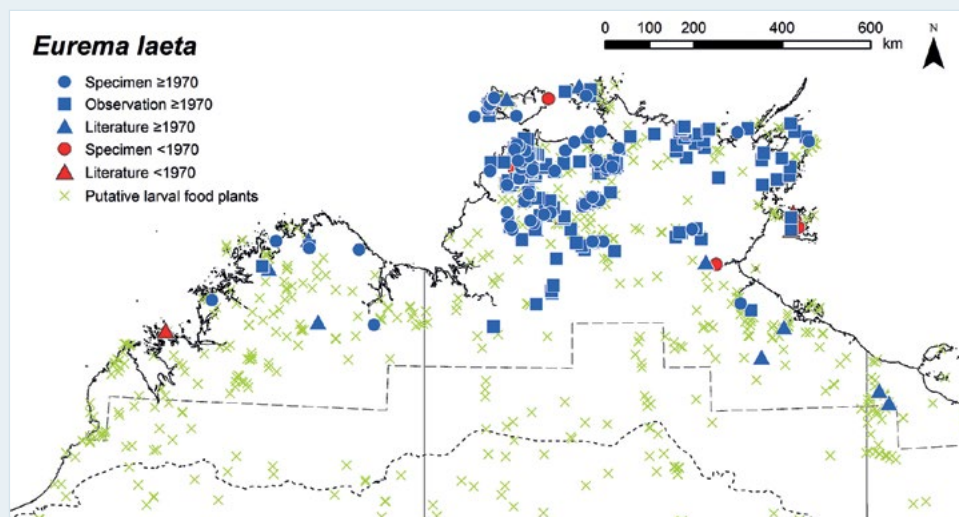 Eurema laeta
Specimen ≥1970
Observation ≥1970
Literature ≥1970
Specimen <1970
Literature <1970
Putative larval food plants
0 100 200 400 600
km
N